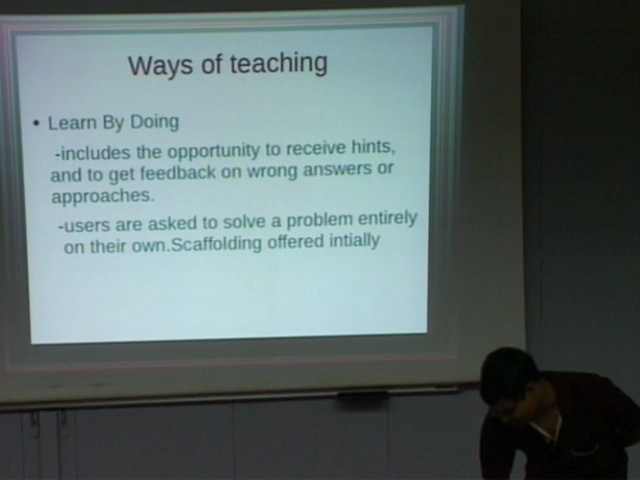 Ways of teaching
• Learn By Doing
-includes the opportunity to receive hints,
and to get feedback on wrong answers or
approaches.
-users are asked to solve a problem entirely
on their own.Scaffolding offered intially